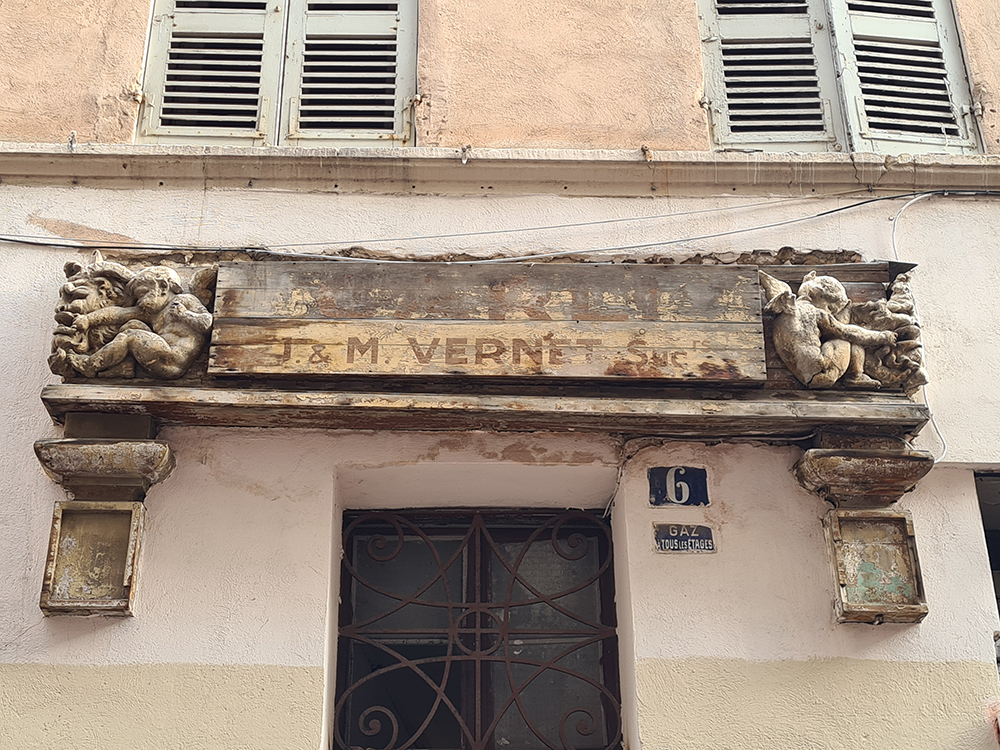 J. & M. VERNET Sucrs
6
GAZ
A TOUS LES ÉTAGES